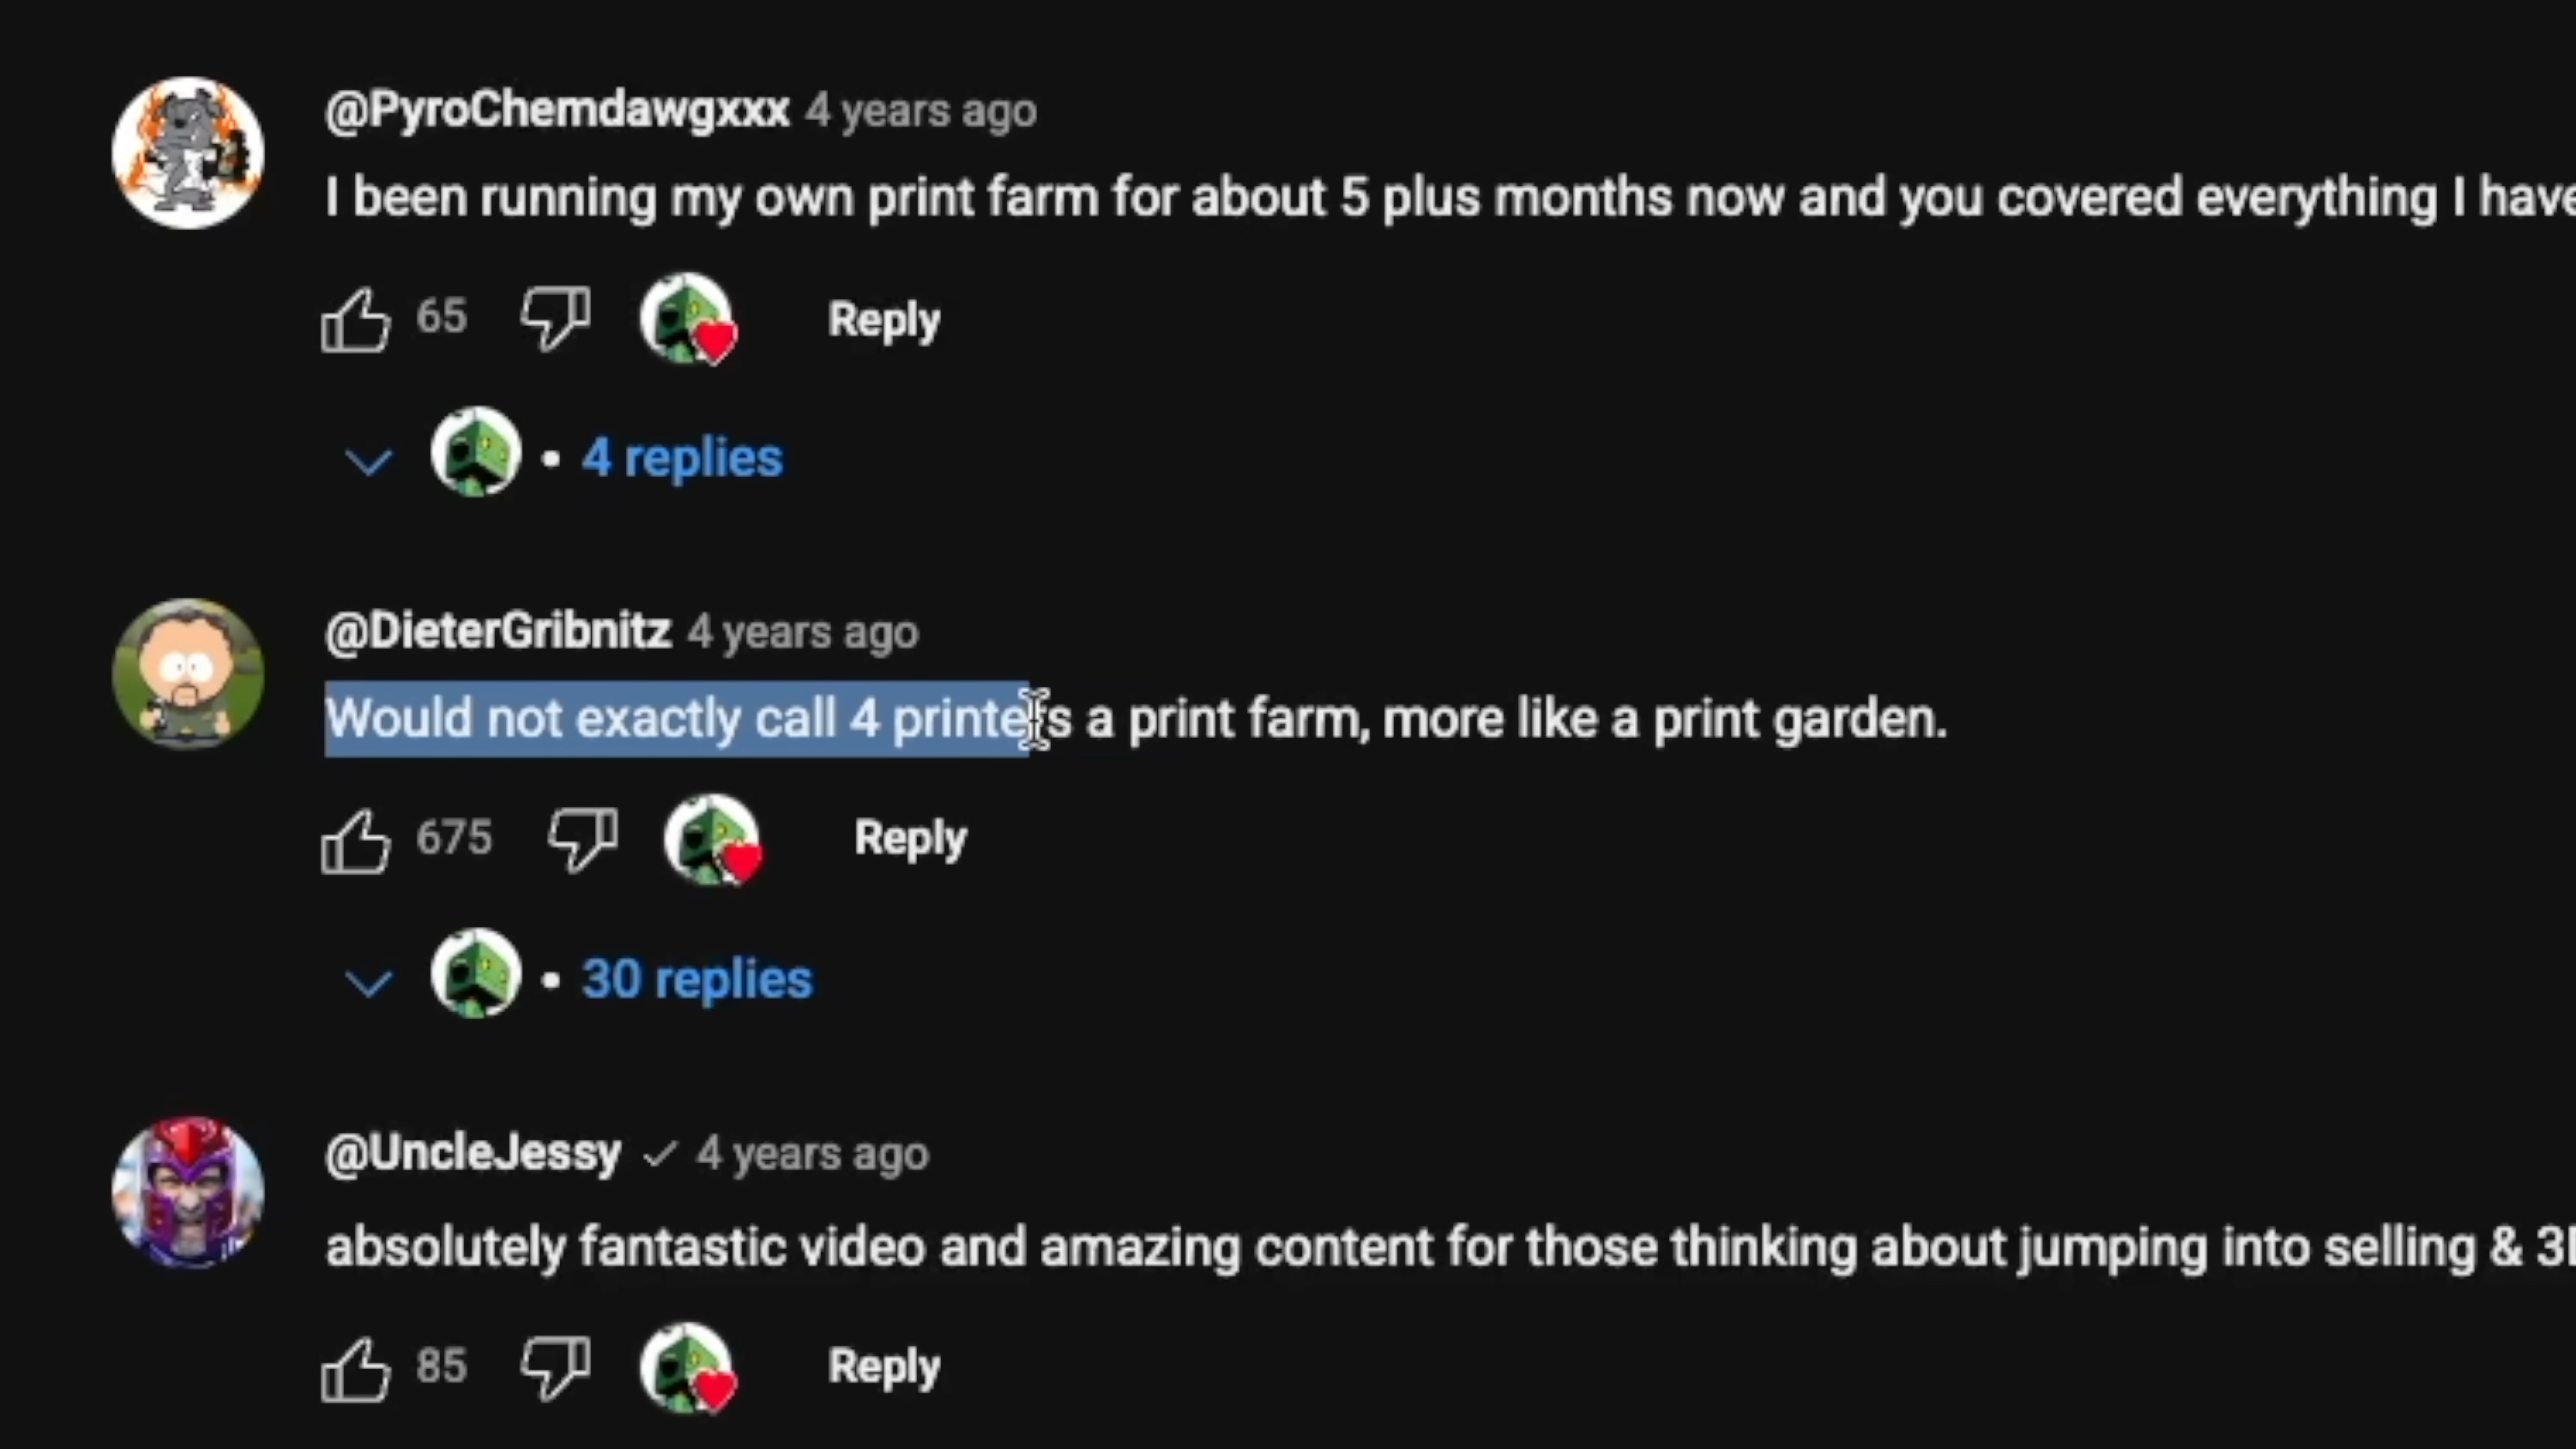 @PyroChemdawgxxx 4 years ago
I been running my own print farm for about 5 plus months now and you covered everything I have
65 Reply
4 replies
@DieterGribnitz 4 years ago
Would not exactly call 4 printers a print farm, more like a print garden.
675 Reply
30 replies
@UncleJessy 4 years ago
absolutely fantastic video and amazing content for those thinking about jumping into selling &
85 Reply